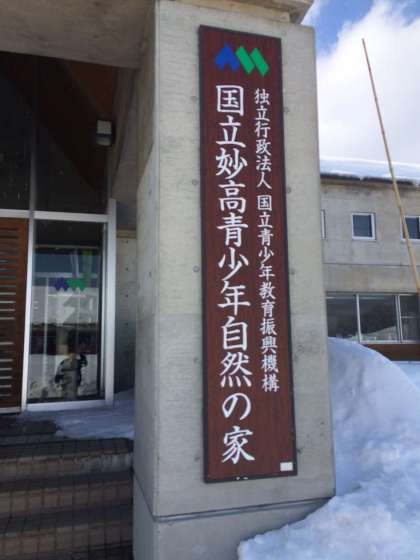 独立行政法人 国立青少年教育振興機構
国立妙高青少年自然の家